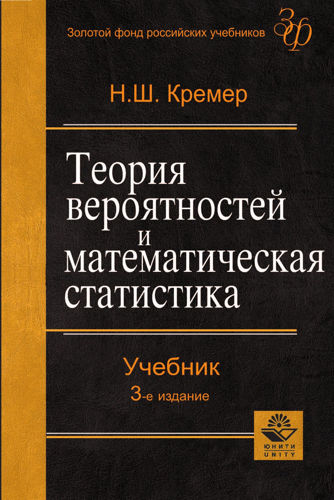 Золотой фонд российских учебников
ЗФ
Н.Ш. Кремер
Теория
вероятностей
и
математическая
статистика
Учебник
3-е издание
ЮНИТИ
UNITY